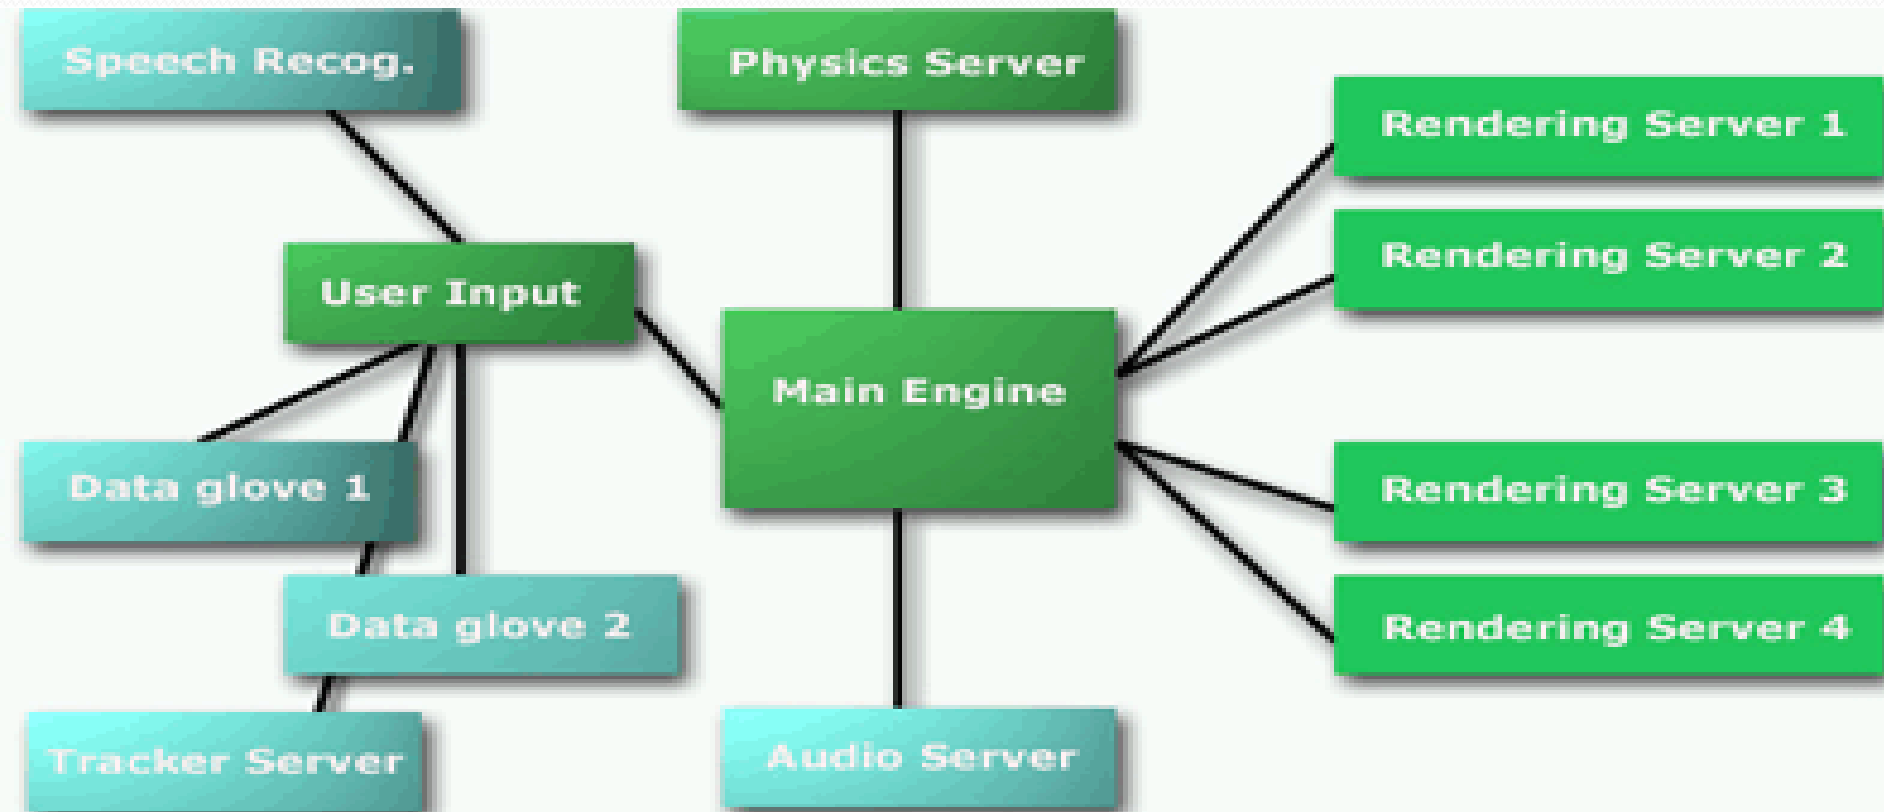 Speech Recog.
Physics Server
Rendering Server 1
Rendering Server 2
User Input
Main Engine
Data glove 1
Rendering Server 3
Data glove 2
Rendering Server 4
Tracker Server
Audio Server